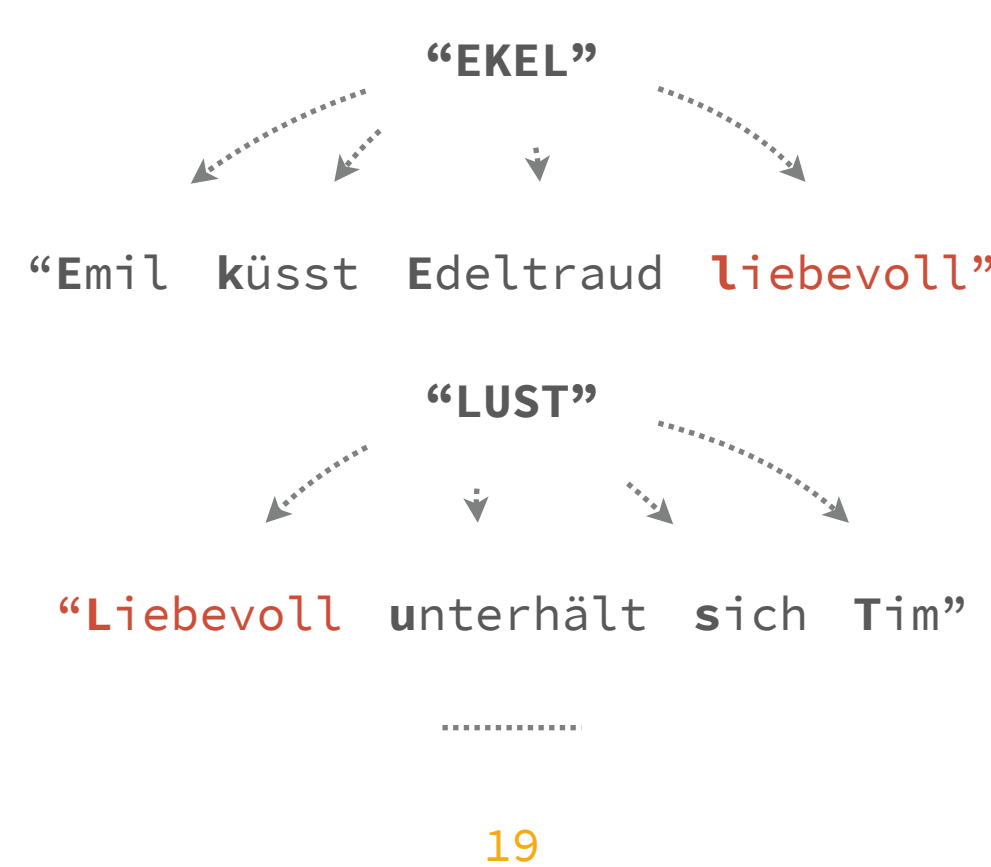 “EKEL”
“Emil küsst Edeltraud liebevoll”
“LUST”
“Liebevoll unterhält sich Tim”
19